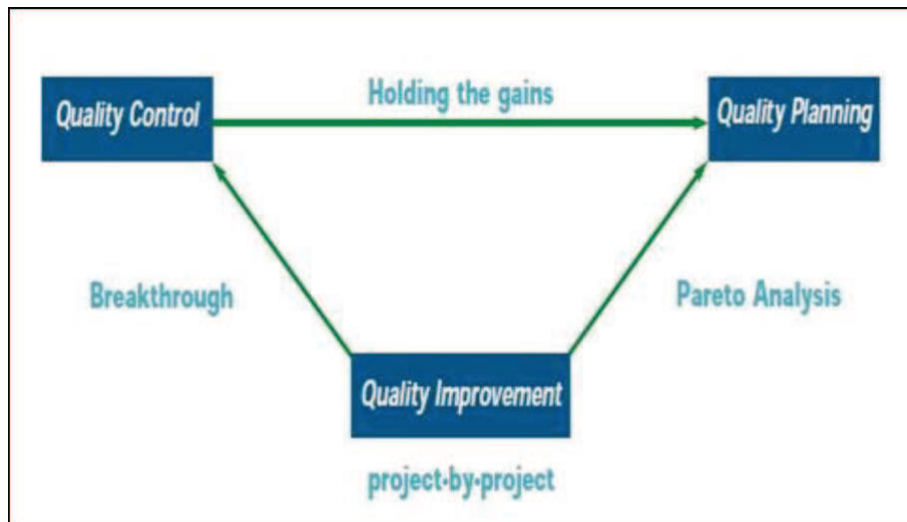 Holding the gains
Quality Control
Quality Planning
Breakthrough
Pareto Analysis
Quality Improvement
project-by-project